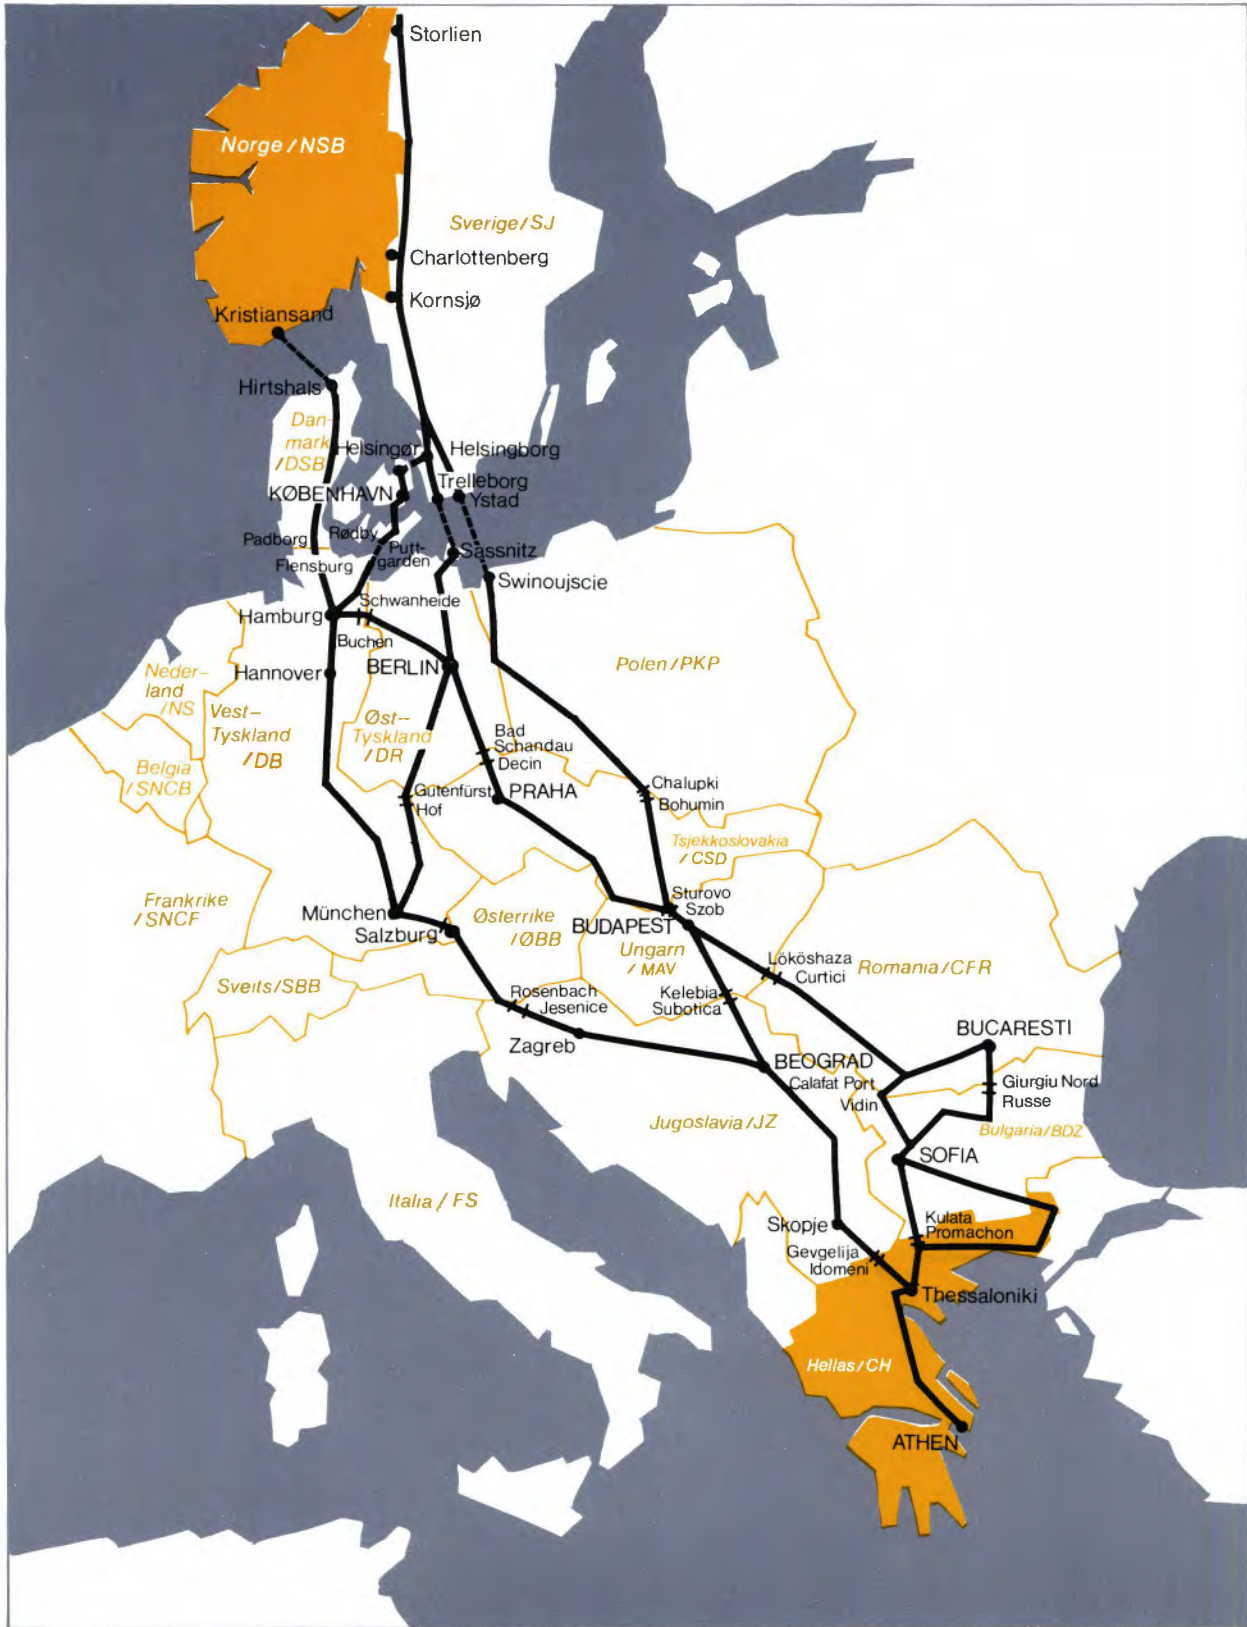 Storlien
Norge / NSB
Sverige/SJ
Charlottenberg
Kornsjø
Kristiansand
Hirtshals
Dan-
mark
/DSB
Helsingør
Helsingborg
Trelleborg
KØBENHAVN
Ystad
Padborg
Rødby
Putt-
garden
Sassnitz
Flensburg
Swinoujscie
Schwanheide
Hamburg
Buchen
BERLIN
Polen/PKP
Hannover
Neder-
land
/NS
Vest-
Tyskland
/DB
Øst-
Tyskland
/DR
Bad
Schandau
Decin
Belgia
/SNCB
Gutenfürst
Hof
PRAHA
Chalupki
Bohumin
Tsjekkoslovakia
/CSD
Frankrike
/SNCF
München
Salzburg
Østerrike
/ØBB
Sturovo
Szob
BUDAPEST
Ungarn
/ MAV
Lököshaza
Curtici
Romania/CFR
Sveits/SBB
Rosenbach
Jesenice
Kelebia
Subotica
Zagreb
BUCARESTI
BEOGRAD
Calafat Port
Vidin
Giurgiu Nord
Russe
Jugoslavia/JZ
Bulgaria/BDZ
SOFIA
Italia / FS
Skopje
Kulata
Promachon
Gevgelija
Idomeni
Thessaloniki
Hellas/CH
ATHEN